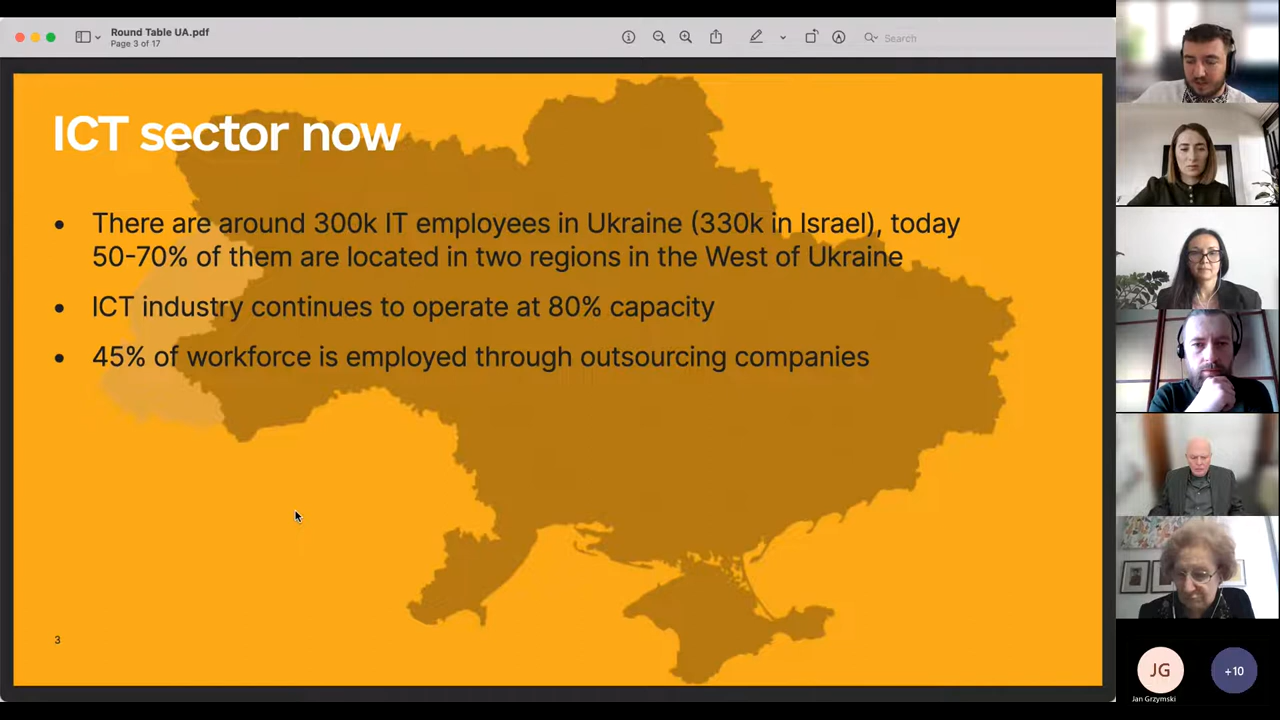 Round Table UA.pdf
Page 3 of 17
Search
ICT sector now
• There are around 300k IT employees in Ukraine (330k in Israel), today
50-70% of them are located in two regions in the West of Ukraine
• ICT industry continues to operate at 80% capacity
• 45% of workforce is employed through outsourcing companies
3
JG
+10
Jan Grzymski